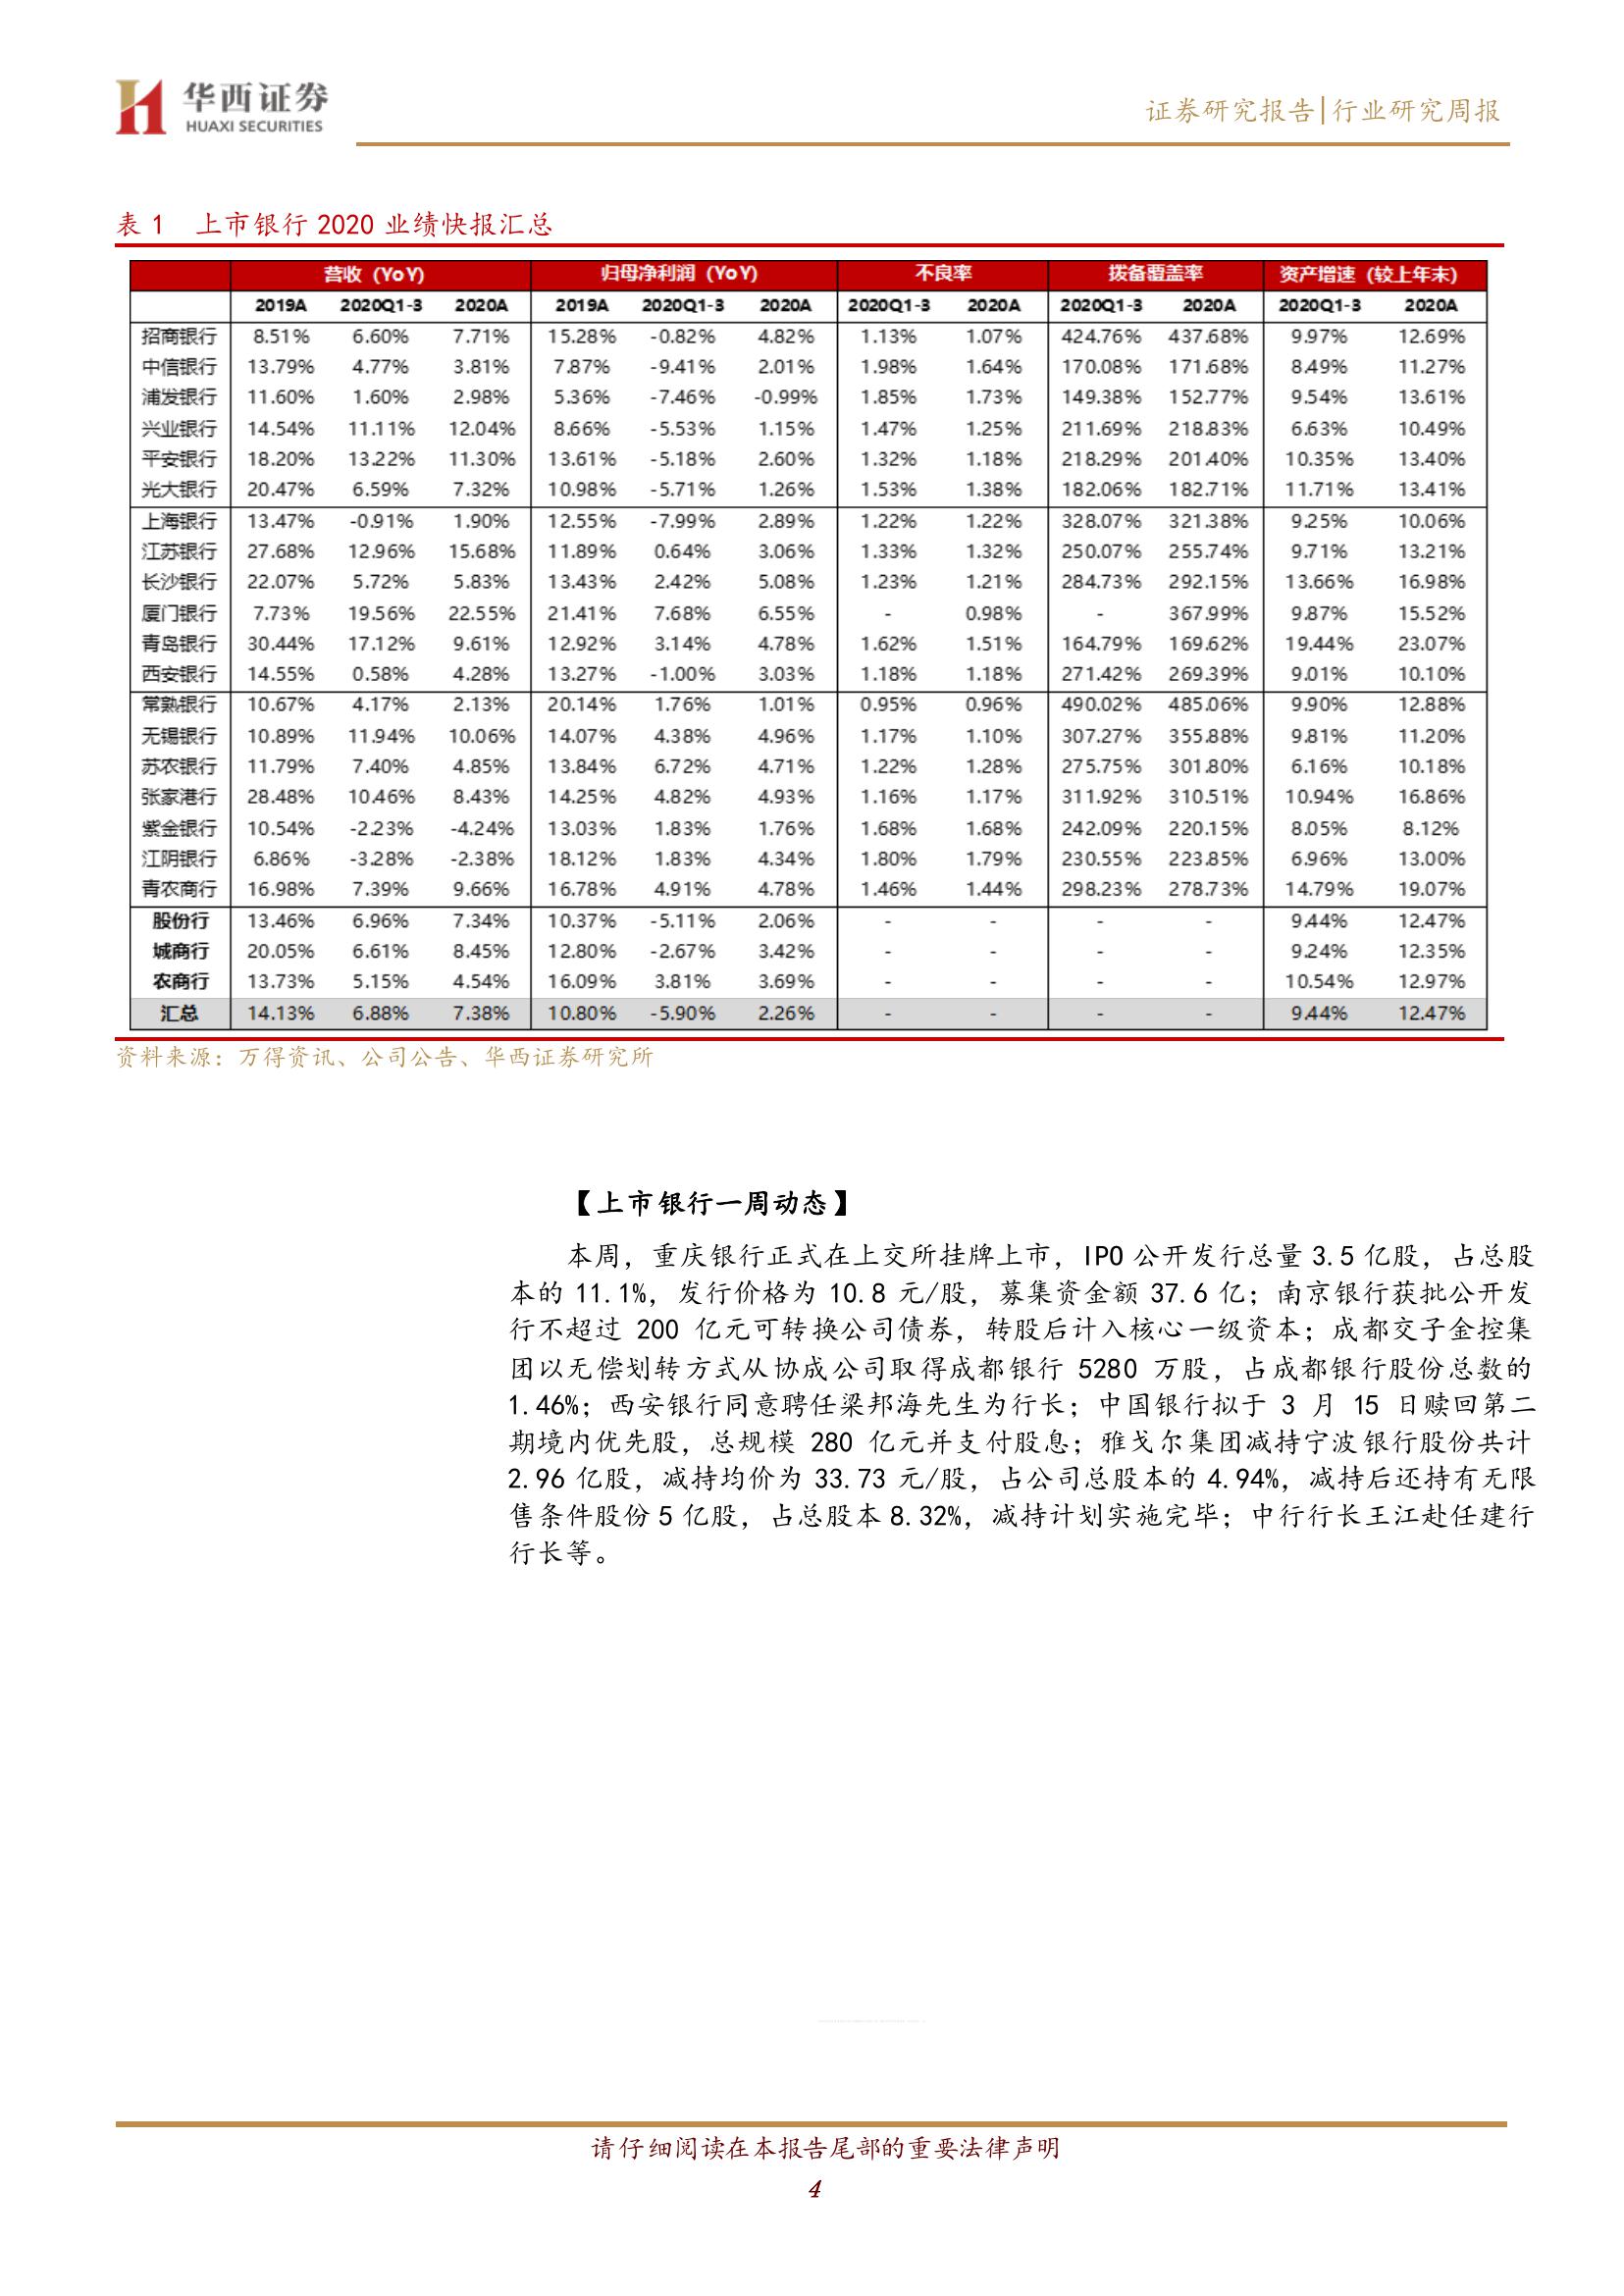 华西证券
HUAXI SECURITIES
证券研究报告|行业研究周报
表 1 上市银行 2020 业绩快报汇总
营收（YoY） 归母净利润（YoY） 不良率 拨备覆盖率 资产增速（较上年末）
2019A 2020Q1-3 2020A 2019A 2020Q1-3 2020A 2020Q1-3 2020A 2020Q1-3 2020A 2020Q1-3 2020A
招商银行 8.51% 6.60% 7.71% 15.28% -0.82% 4.82% 1.13% 1.07% 424.76% 437.68% 9.97% 12.69%
中信银行 13.79% 4.77% 3.81% 7.87% -9.41% 2.01% 1.98% 1.64% 170.08% 171.68% 8.49% 11.27%
浦发银行 11.60% 1.60% 2.98% 5.36% -7.46% -0.99% 1.85% 1.73% 149.38% 152.77% 9.54% 13.61%
兴业银行 14.54% 11.11% 12.04% 8.66% -5.53% 1.15% 1.47% 1.25% 211.69% 218.83% 6.63% 10.49%
平安银行 18.20% 13.22% 11.30% 13.61% -5.18% 2.60% 1.32% 1.18% 218.29% 201.40% 10.35% 13.40%
光大银行 20.47% 6.59% 7.32% 10.98% -5.71% 1.26% 1.53% 1.38% 182.06% 182.71% 11.71% 13.41%
上海银行 13.47% -0.91% 1.90% 12.55% -7.99% 2.89% 1.22% 1.22% 328.07% 321.38% 9.25% 10.06%
江苏银行 27.68% 12.96% 15.68% 11.89% 0.64% 3.06% 1.33% 1.32% 250.07% 255.74% 9.71% 13.21%
长沙银行 22.07% 5.72% 5.83% 13.43% 2.42% 5.08% 1.23% 1.21% 284.73% 292.15% 13.66% 16.98%
厦门银行 7.73% 19.56% 22.55% 21.41% 7.68% 6.55% - 0.98% - 367.99% 9.87% 15.52%
青岛银行 30.44% 17.12% 9.61% 12.92% 3.14% 4.78% 1.62% 1.51% 164.79% 169.62% 19.44% 23.07%
西安银行 14.55% 0.58% 4.28% 13.27% -1.00% 3.03% 1.18% 1.18% 271.42% 269.39% 9.01% 10.10%
常熟银行 10.67% 4.17% 2.13% 20.14% 1.76% 1.01% 0.95% 0.96% 490.02% 485.06% 9.90% 12.88%
无锡银行 10.89% 11.94% 10.06% 14.07% 4.38% 4.96% 1.17% 1.10% 307.27% 355.88% 9.81% 11.20%
苏农银行 11.79% 7.40% 4.85% 13.84% 6.72% 4.71% 1.22% 1.28% 275.75% 301.80% 6.16% 10.18%
张家港行 28.48% 10.46% 8.43% 14.25% 4.82% 4.93% 1.16% 1.17% 311.92% 310.51% 10.94% 16.86%
紫金银行 10.54% -2.23% -4.24% 13.03% 1.83% 1.76% 1.68% 1.68% 242.09% 220.15% 8.05% 8.12%
江阴银行 6.86% -3.28% -2.38% 18.12% 1.83% 4.34% 1.80% 1.79% 230.55% 223.85% 6.96% 13.00%
青农商行 16.98% 7.39% 9.66% 16.78% 4.91% 4.78% 1.46% 1.44% 298.23% 278.73% 14.79% 19.07%
股份行 13.46% 6.96% 7.34% 10.37% -5.11% 2.06% - - - - 9.44% 12.47%
城商行 20.05% 6.61% 8.45% 12.80% -2.67% 3.42% - - - - 9.24% 12.35%
农商行 13.73% 5.15% 4.54% 16.09% 3.81% 3.69% - - - - 10.54% 12.97%
汇总 14.13% 6.88% 7.38% 10.80% -5.90% 2.26% - - - - 9.44% 12.47%
资料来源：万得资讯、公司公告、华西证券研究所
【上市银行一周动态】
本周，重庆银行正式在上交所挂牌上市，IPO 公开发行总量 3.5 亿股，占总股
本的 11.1%，发行价格为 10.8 元/股，募集资金额 37.6 亿；南京银行获批公开发
行不超过 200 亿元可转换公司债券，转股后计入核心一级资本；成都交子金控集
团以无偿划转方式从协成公司取得成都银行 5280 万股，占成都银行股份总数的
1.46%；西安银行同意聘任梁邦海先生为行长；中国银行拟于 3 月 15 日赎回第二
期境内优先股，总规模 280 亿元并支付股息；雅戈尔集团减持宁波银行股份共计
2.96 亿股，减持均价为 33.73 元/股，占公司总股本的 4.94%，减持后还持有无限
售条件股份 5 亿股，占总股本 8.32%，减持计划实施完毕；中行行长王江赴任建行
行长等。
请仔细阅读在本报告尾部的重要法律声明
4